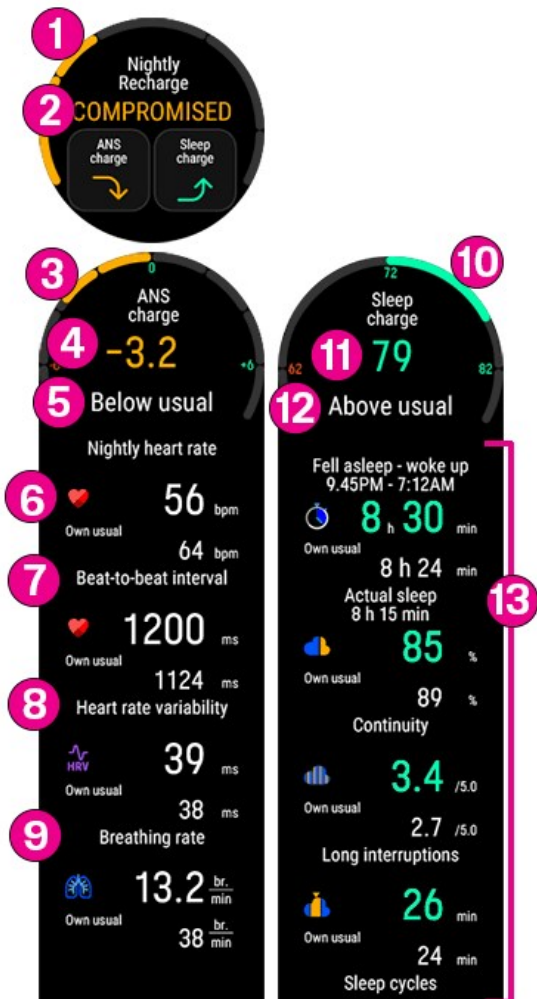 1
Nightly
Recharge
2
COMPROMISED
ANS
charge
Sleep
charge
3
0
ANS
charge
4
-3.2
+6
5
Below usual
Nightly heart rate
6
56 bpm
Own usual
64 bpm
7
Beat-to-beat interval
1200 ms
Own usual
1124 ms
8
Heart rate variability
HRV
39 ms
Own usual
38 ms
9
Breathing rate
13.2 br.
min
Own usual
38 br.
min
10
72
Sleep
charge
11
79
62
82
12
Above usual
13
Fell asleep - woke up
9.45PM - 7:12AM
8 h 30 min
Own usual
8 h 24 min
Actual sleep
8 h 15 min
85 %
Own usual
89 %
Continuity
3.4 /5.0
Own usual
2.7 /5.0
Long interruptions
26 min
Own usual
24 min
Sleep cycles